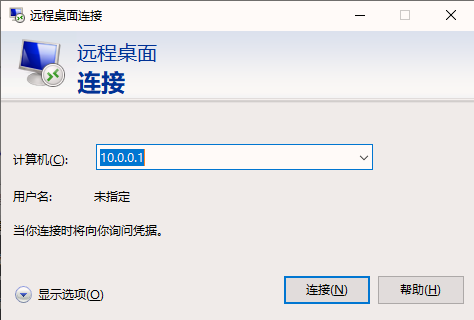 远程桌面连接
远程桌面
连接
计算机(C): 10.0.0.1
用户名: 未指定
当你连接时将向你询问凭据。
显示选项(O) 连接(N) 帮助(H)